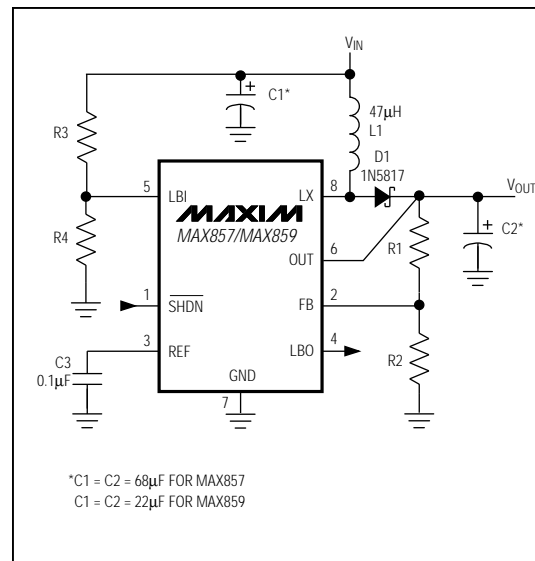 VIN
C1*
+
47µH
L1
R3
D1
1N5817
5
LBI
LX
8
VOUT
MAXIM
MAX857/MAX859
R4
R1
+
C2*
6
OUT
1
SHDN
FB
2
3
REF
LBO
4
C3
0.1µF
R2
GND
7
*C1 = C2 = 68µF FOR MAX857
C1 = C2 = 22µF FOR MAX859